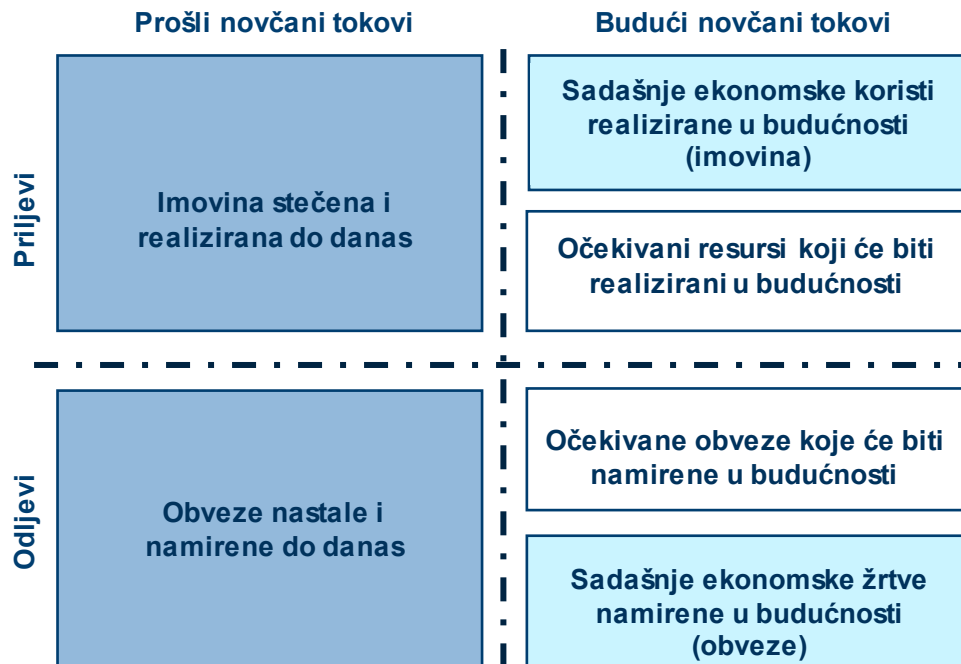 Prošli novčani tokovi
Budući novčani tokovi
Priljevi
Imovina stečena i
realizirana do danas
Sadašnje ekonomske koristi
realizirane u budućnosti
(imovina)
Očekivani resursi koji će biti
realizirani u budućnosti
Odljevi
Obveze nastale i
namirene do danas
Očekivane obveze koje će biti
namirene u budućnosti
Sadašnje ekonomske žrtve
namirene u budućnosti
(obveze)